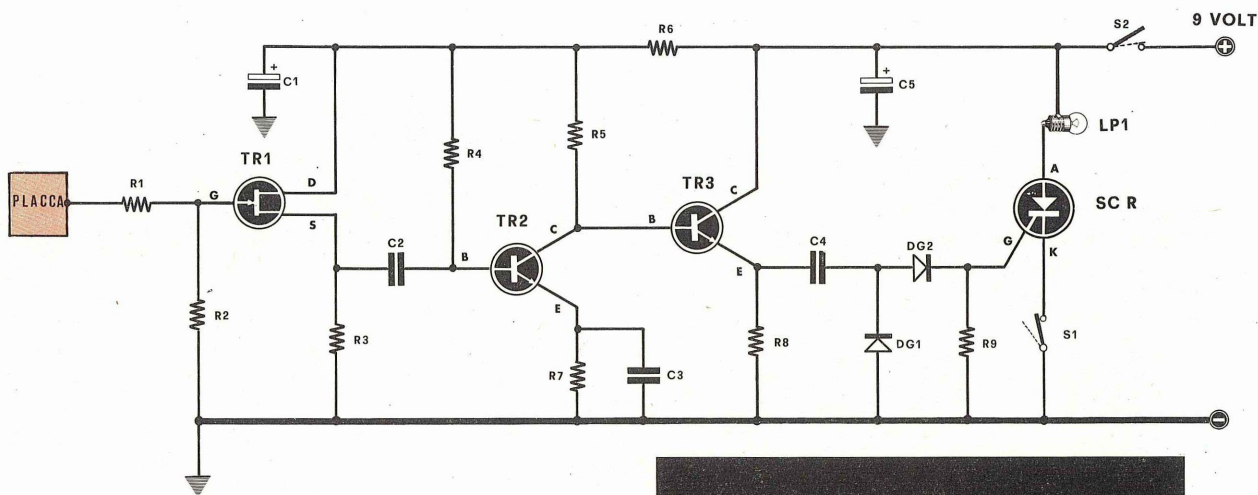 9 VOLT
S2
R6
+
C1
+
C5
LP1
R4
R5
TR1
TR3
A
PLACCA
R1
G
D
S
TR2
C
B
C
SCR
C2
B
E
C4
DG2
G
K
R2
R3
E
R8
DG1
R9
S1
R7
C3